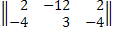 ‖ 2 −12 2 ‖
‖ −4 3 −4 ‖